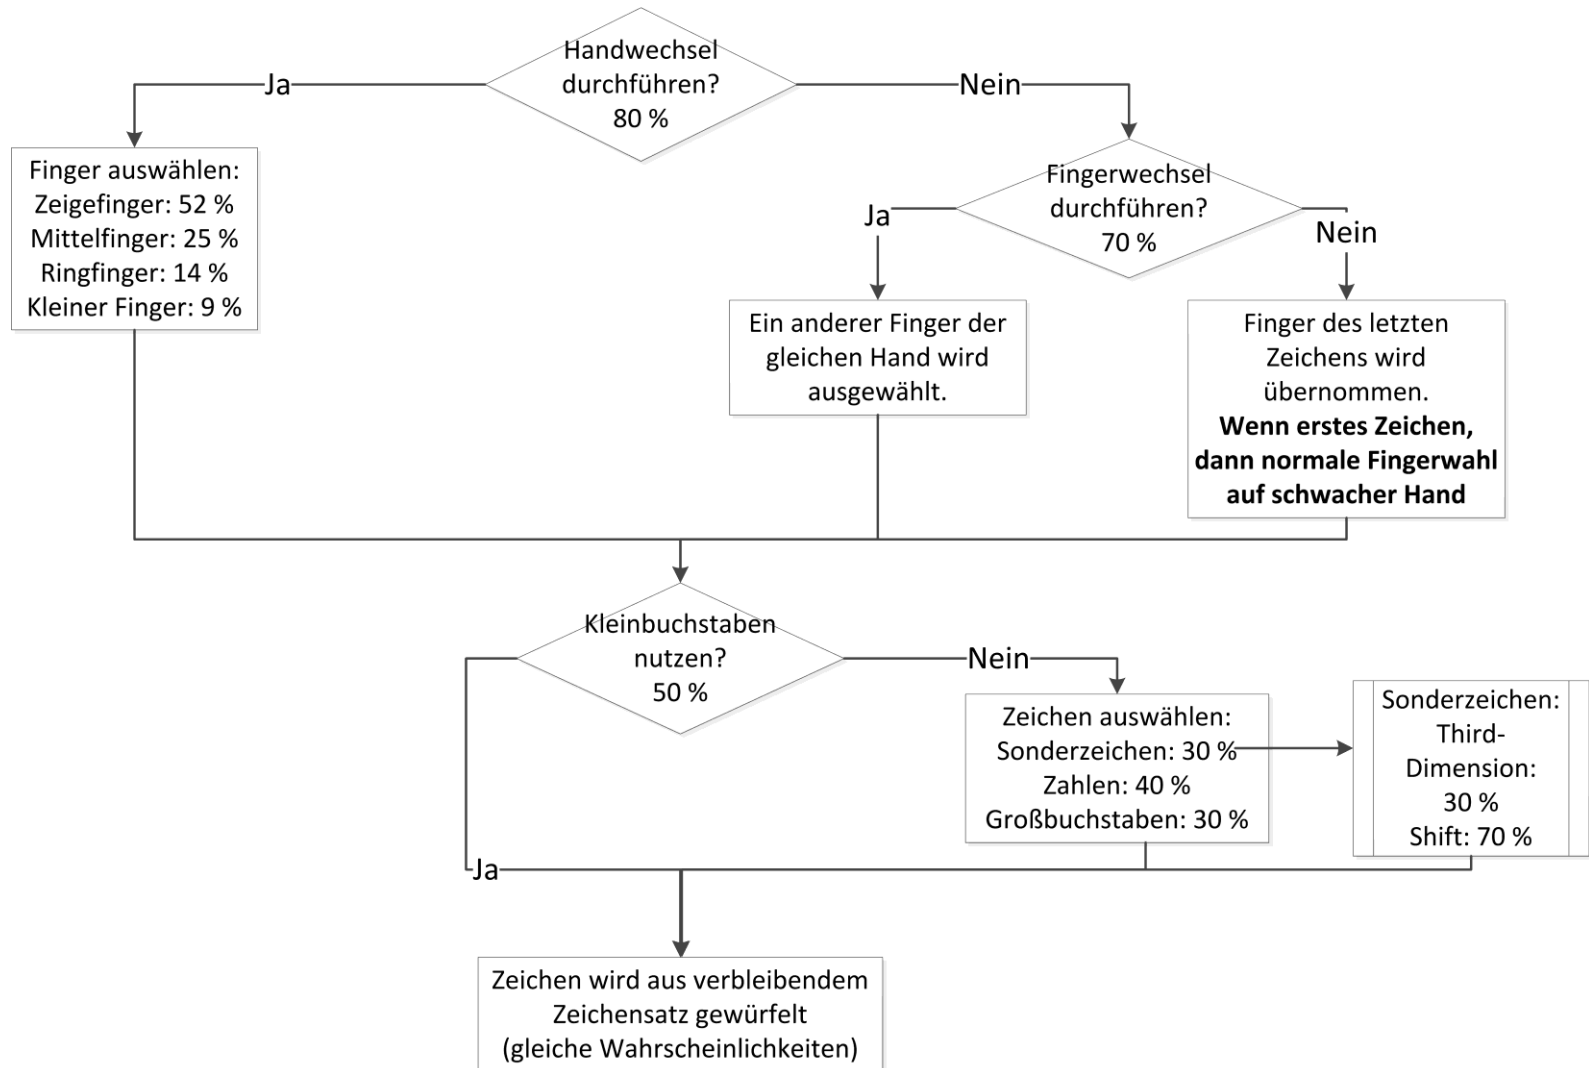 Handwechsel
durchführen?
80 %
Ja
Nein
Finger auswählen:
Zeigefinger: 52 %
Mittelfinger: 25 %
Ringfinger: 14 %
Kleiner Finger: 9 %
Fingerwechsel
durchführen?
70 %
Ja
Nein
Ein anderer Finger der
gleichen Hand wird
ausgewählt.
Finger des letzten
Zeichens wird
übernommen.
Wenn erstes Zeichen,
dann normale Fingerwahl
auf schwacher Hand
Kleinbuchstaben
nutzen?
50 %
Nein
Zeichen auswählen:
Sonderzeichen: 30 %
Zahlen: 40 %
Großbuchstaben: 30 %
Sonderzeichen:
Third-
Dimension:
30 %
Shift: 70 %
Ja
Zeichen wird aus verbleibendem
Zeichensatz gewürfelt
(gleiche Wahrscheinlichkeiten)